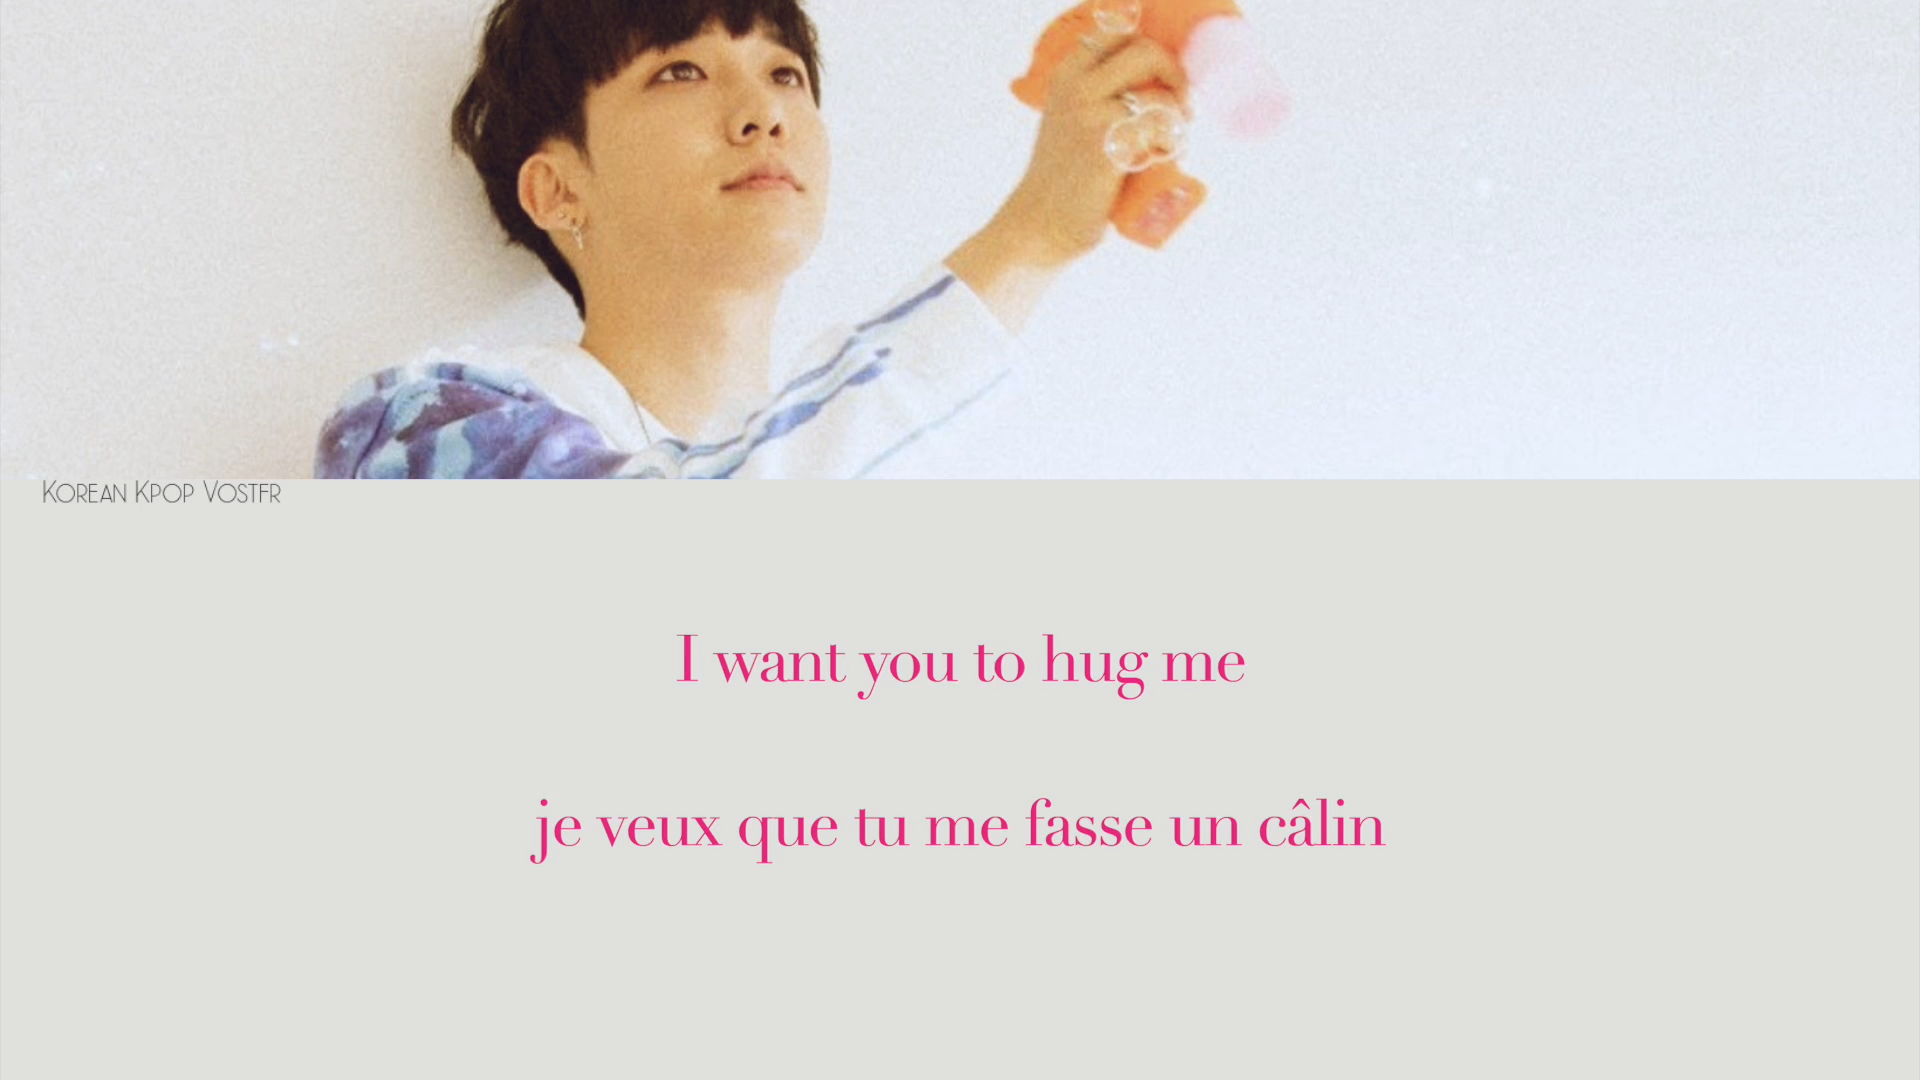 Korean Kpop Vostfr
I want you to hug me
je veux que tu me fasse un câlin